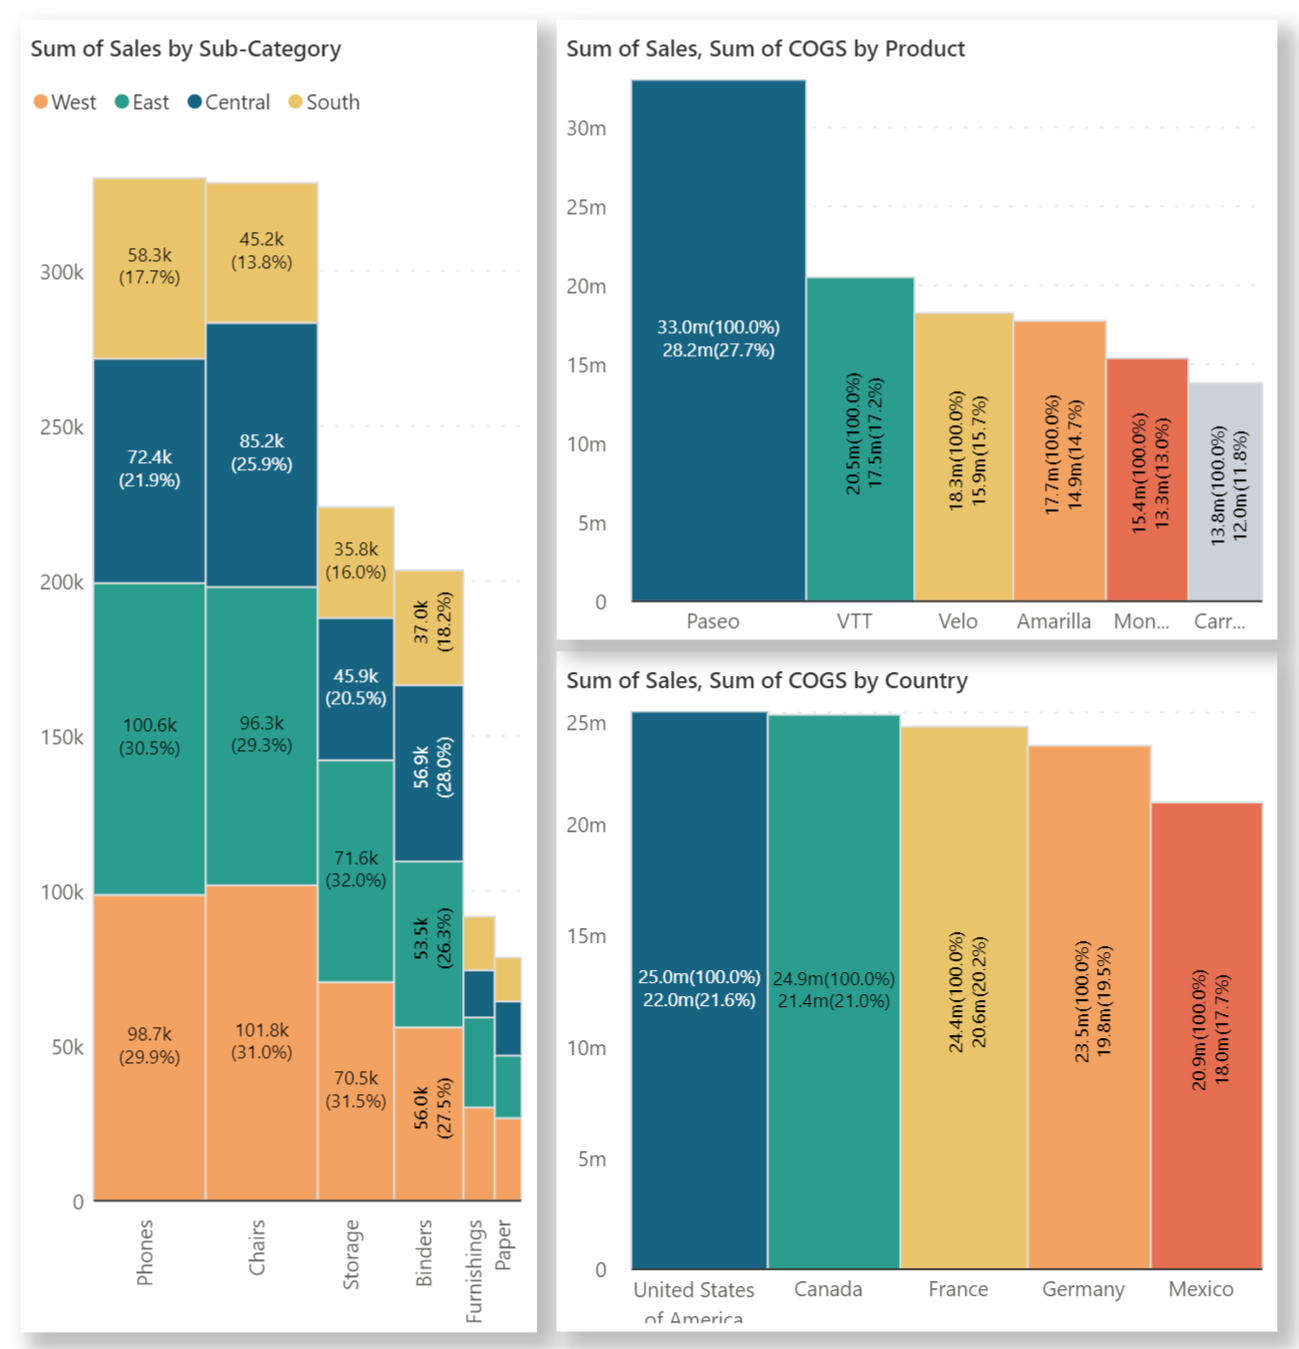 Sum of Sales by Sub-Category
West East Central South
300k
250k
200k
150k
100k
50k
0
58.3k
(17.7%)
72.4k
(21.9%)
100.6k
(30.5%)
98.7k
(29.9%)
45.2k
(13.8%)
85.2k
(25.9%)
96.3k
(29.3%)
101.8k
(31.0%)
35.8k
(16.0%)
45.9k
(20.5%)
71.6k
(32.0%)
70.5k
(31.5%)
37.0k
(18.2%)
56.9k
(28.0%)
53.5k
(26.3%)
56.0k
(27.5%)
Phones
Chairs
Storage
Binders
Furnishings
Paper
Sum of Sales, Sum of COGS by Product
30m
25m
20m
15m
10m
5m
0
33.0m(100.0%)
28.2m(27.7%)
20.5m(100.0%)
17.5m(17.2%)
18.3m(100.0%)
15.9m(15.7%)
17.7m(100.0%)
14.9m(14.7%)
15.4m(100.0%)
13.3m(13.0%)
13.8m(100.0%)
12.0m(11.8%)
Paseo
VTT
Velo
Amarilla
Mon...
Carr...
Sum of Sales, Sum of COGS by Country
25m
20m
15m
10m
5m
0
25.0m(100.0%)
22.0m(21.6%)
24.9m(100.0%)
21.4m(21.0%)
24.4m(100.0%)
20.6m(20.2%)
23.5m(100.0%)
19.8m(19.5%)
20.9m(100.0%)
18.0m(17.7%)
United States
of America
Canada
France
Germany
Mexico